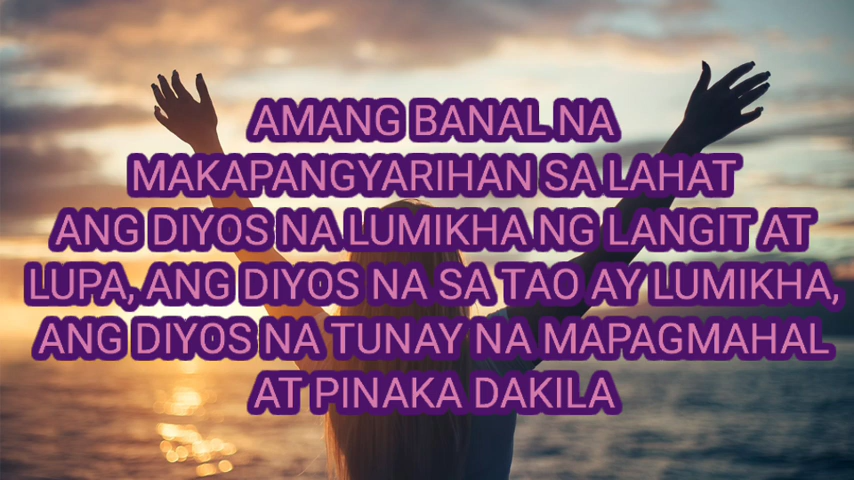 AMANG BANAL NA
MAKAPANGYARIHAN SA LAHAT
ANG DIYOS NA LUMIKHA NG LANGIT AT
LUPA, ANG DIYOS NA SA TAO AY LUMIKHA,
ANG DIYOS NA TUNAY NA MAPAGMAHAL
AT PINAKA DAKILA